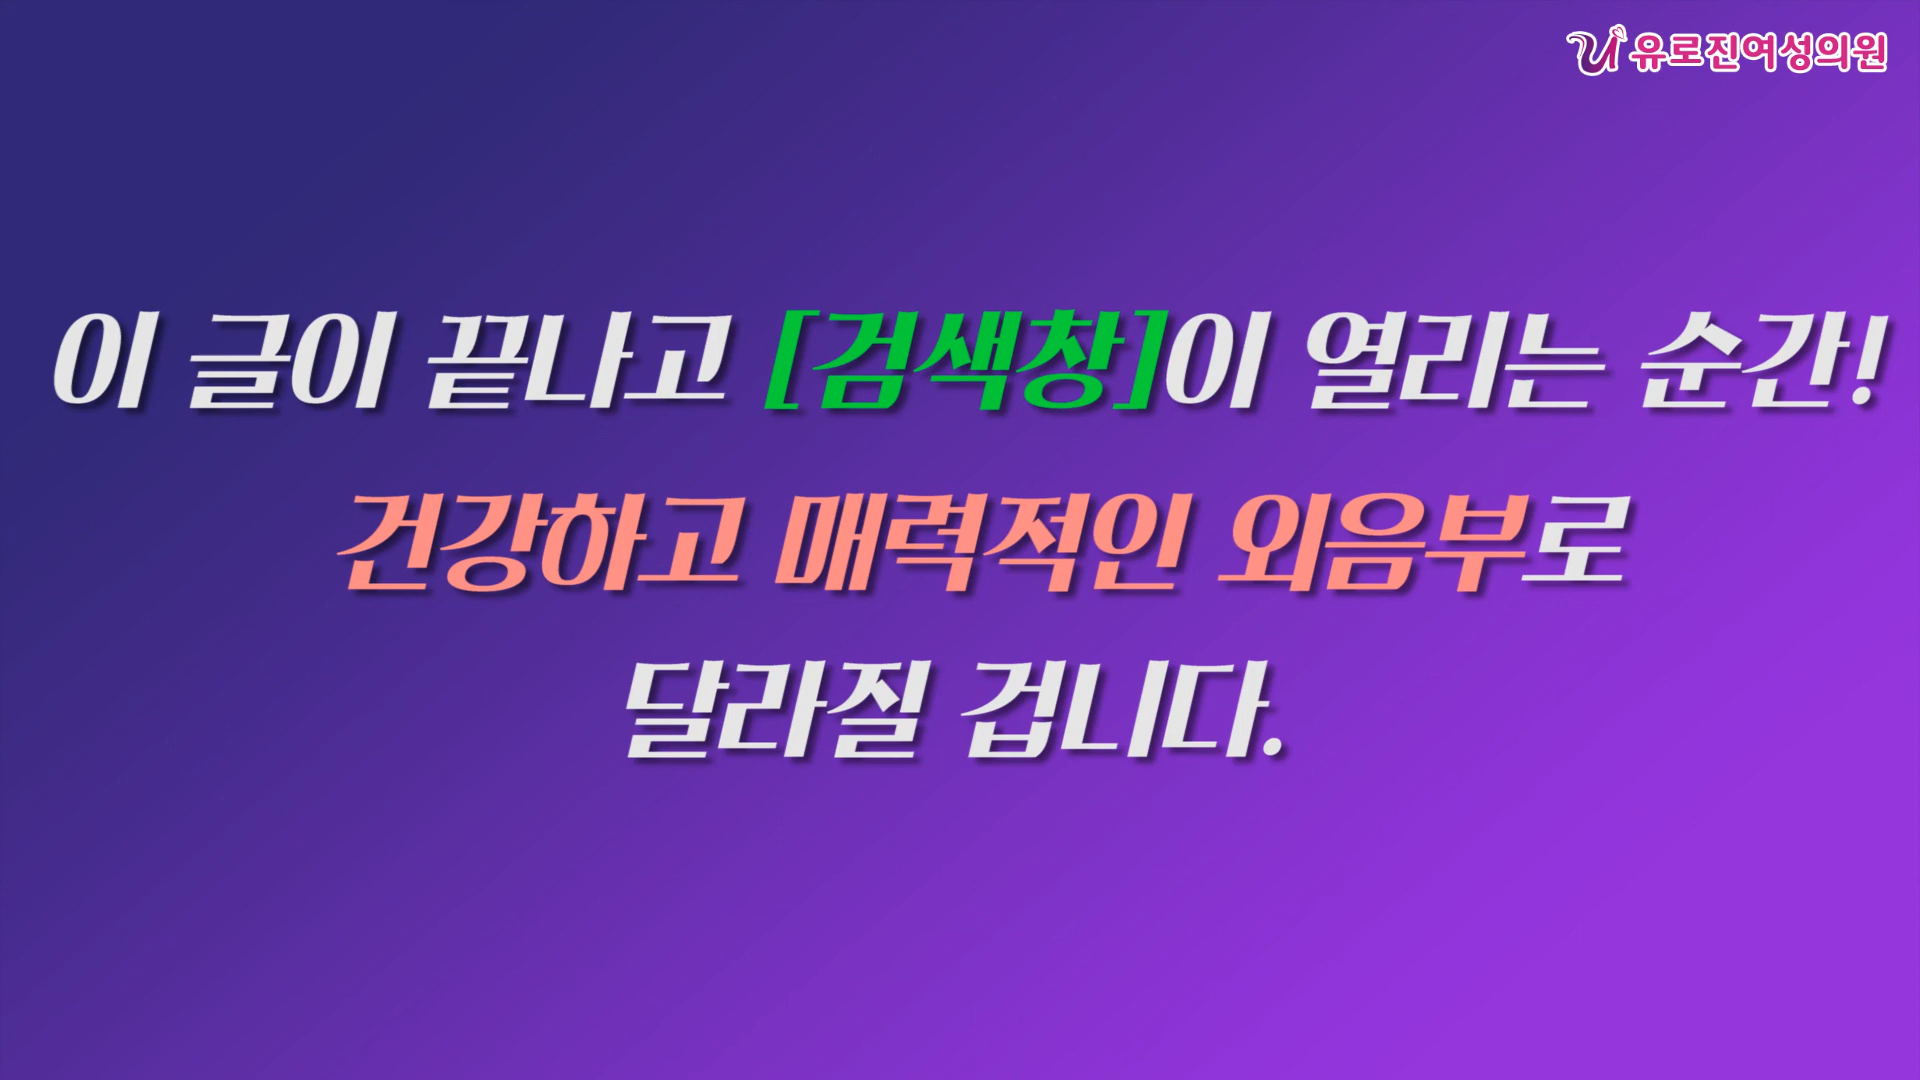 유로진여성의원
이 글이 끝나고 [검색창]이 열리는 순간!
건강하고 매력적인 외음부로
달라질 겁니다.